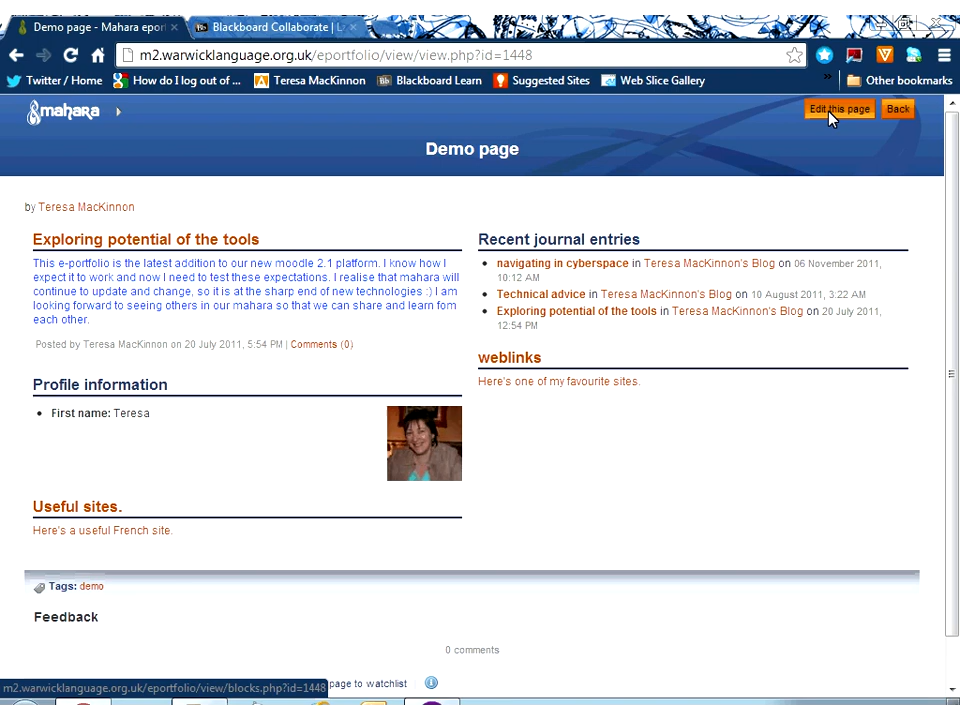 Demo page - Mahara eport
Blackboard Collaborate | Lo
m2.warwicklanguage.org.uk/eportfolio/view/view.php?id=1448
Twitter / Home
How do I log out of ...
Teresa MacKinnon
Bb Blackboard Learn
Suggested Sites
Web Slice Gallery
»
Other bookmarks
mahara
Edit this page
Back
Demo page
by Teresa MacKinnon
Exploring potential of the tools
This e-portfolio is the latest addition to our new moodle 2.1 platform. I know how I
expect it to work and now I need to test these expectations. I realise that mahara will
continue to update and change, so it is at the sharp end of new technologies :) I am
looking forward to seeing others in our mahara so that we can share and learn fom
each other.
Posted by Teresa MacKinnon on 20 July 2011, 5:54 PM | Comments (0)
Profile information
First name: Teresa
Useful sites.
Here's a useful French site.
Recent journal entries
navigating in cyberspace in Teresa MacKinnon's Blog on 06 November 2011,
10:12 AM
Technical advice in Teresa MacKinnon's Blog on 10 August 2011, 3:22 AM
Exploring potential of the tools in Teresa MacKinnon's Blog on 20 July 2011,
12:54 PM
weblinks
Here's one of my favourite sites.
Tags: demo
Feedback
0 comments
m2.warwicklanguage.org.uk/eportfolio/view/blocks.php?id=1448
page to watchlist